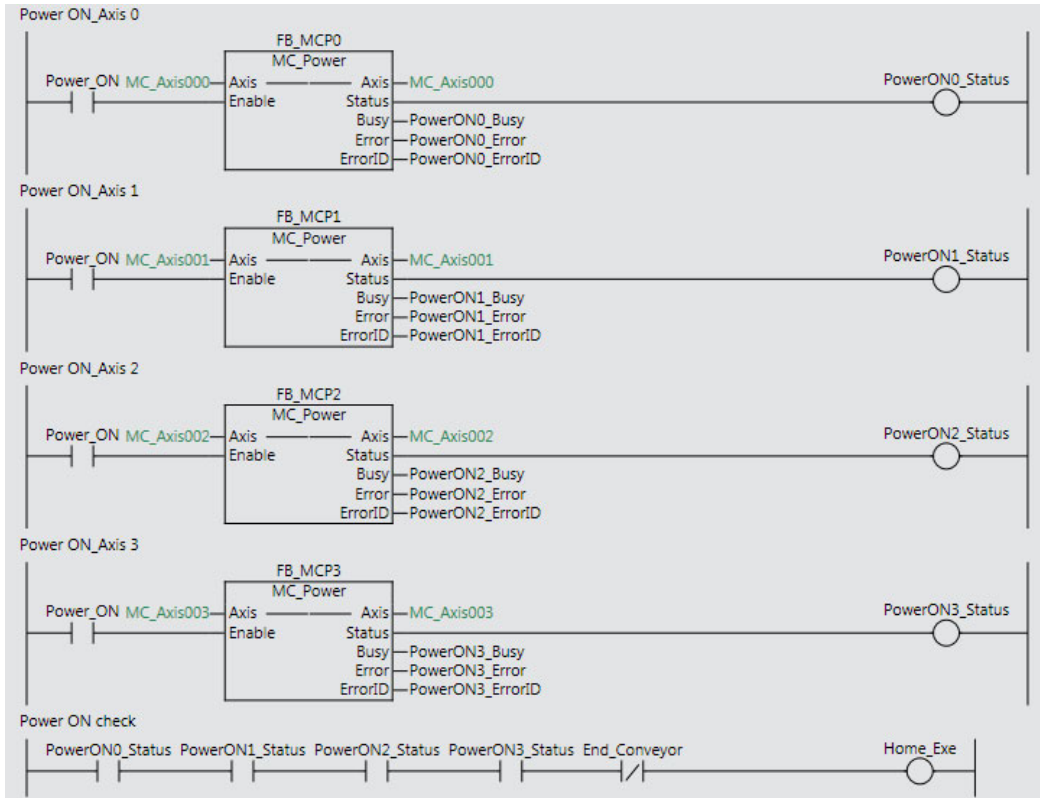 Power ON_Axis 0
FB_MCP0
MC_Power
Power_ON MC_Axis000 Axis Axis MC_Axis000 PowerON0_Status
Enable Status
Busy PowerON0_Busy
Error PowerON0_Error
ErrorID PowerON0_ErrorID
Power ON_Axis 1
FB_MCP1
MC_Power
Power_ON MC_Axis001 Axis Axis MC_Axis001 PowerON1_Status
Enable Status
Busy PowerON1_Busy
Error PowerON1_Error
ErrorID PowerON1_ErrorID
Power ON_Axis 2
FB_MCP2
MC_Power
Power_ON MC_Axis002 Axis Axis MC_Axis002 PowerON2_Status
Enable Status
Busy PowerON2_Busy
Error PowerON2_Error
ErrorID PowerON2_ErrorID
Power ON_Axis 3
FB_MCP3
MC_Power
Power_ON MC_Axis003 Axis Axis MC_Axis003 PowerON3_Status
Enable Status
Busy PowerON3_Busy
Error PowerON3_Error
ErrorID PowerON3_ErrorID
Power ON check
PowerON0_Status PowerON1_Status PowerON2_Status PowerON3_Status End_Conveyor Home_Exe